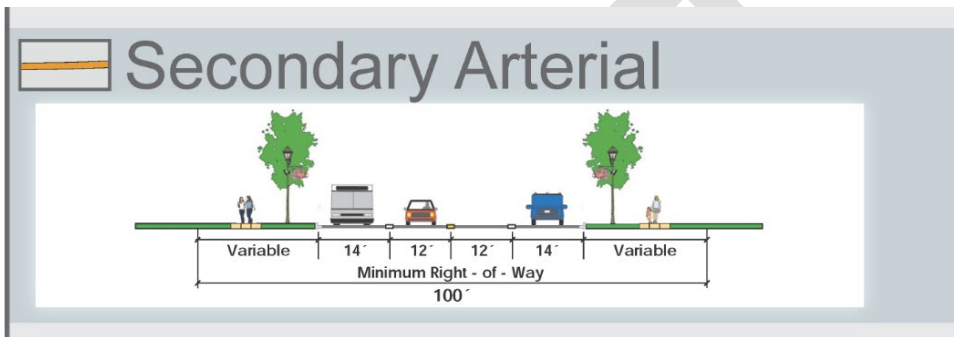 Secondary Arterial
Variable 14´ 12´ 12´ 14´ Variable
Minimum Right - of - Way
100´